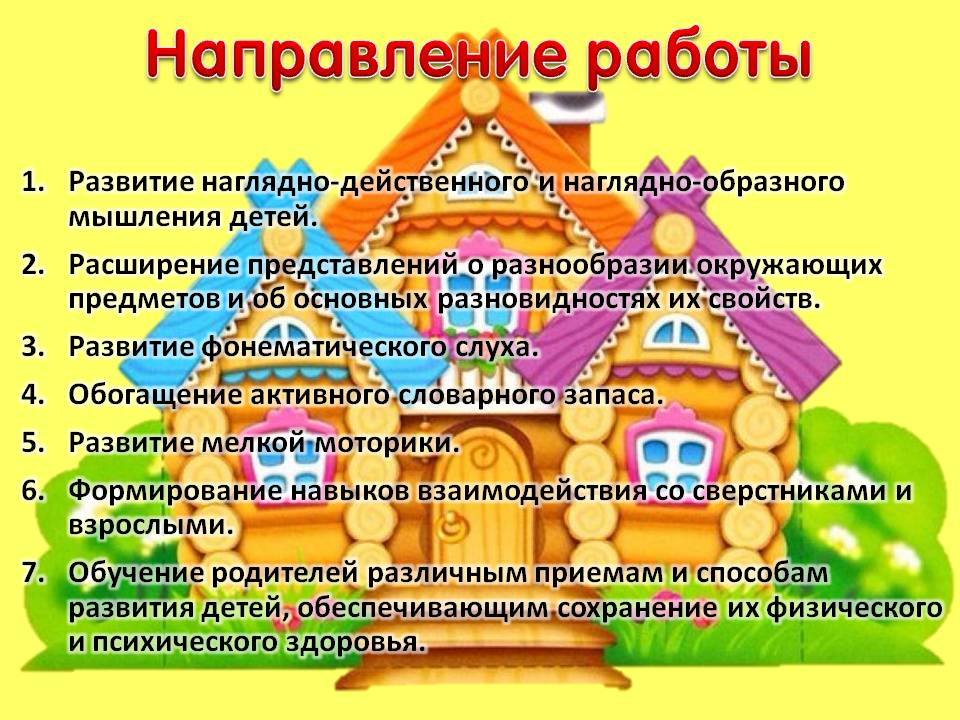 Направление работы
1. Развитие наглядно-действенного и наглядно-образного
мышления детей.
2. Расширение представлений о разнообразии окружающих
предметов и об основных разновидностях их свойств.
3. Развитие фонематического слуха.
4. Обогащение активного словарного запаса.
5. Развитие мелкой моторики.
6. Формирование навыков взаимодействия со сверстниками и
взрослыми.
7. Обучение родителей различным приемам и способам
развития детей, обеспечивающим сохранение их физического
и психического здоровья.